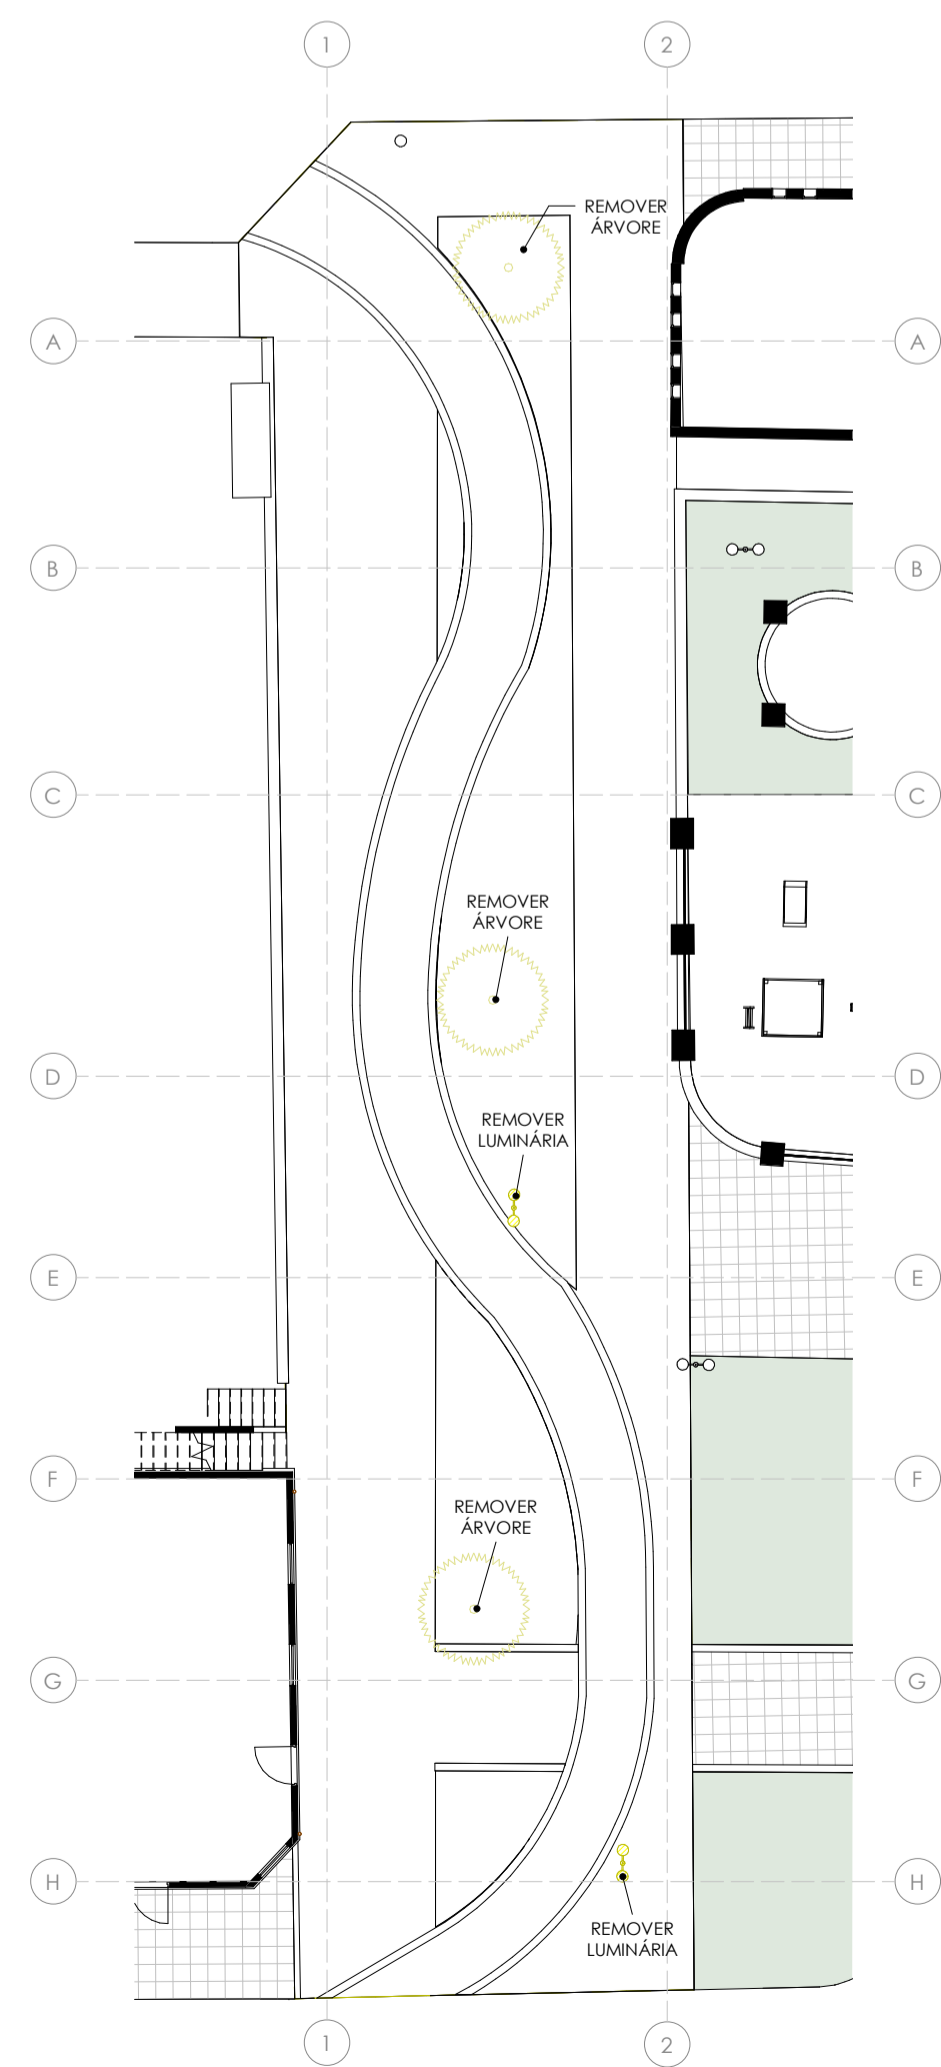 1 2
REMOVER
ÁRVORE
A A
B B
C C
REMOVER
ÁRVORE
D D
REMOVER
LUMINÁRIA
E E
F F
REMOVER
ÁRVORE
G G
H H
REMOVER
LUMINÁRIA
1 2